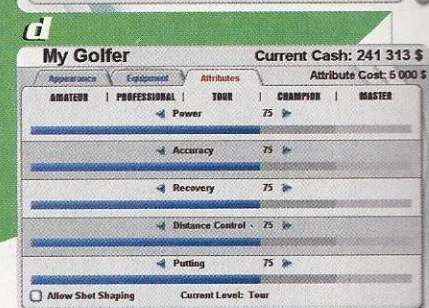 d
My Golfer Current Cash: 241 313 $
Appearance Equipment Attributes Attribute Cost: 5 000 $
AMATEUR | PROFESSIONAL | TOUR | CHAMPION | MASTER
Power 75
Accuracy 75
Recovery 75
Distance Control 75
Putting 75
Allow Shot Shaping Current Level: Tour